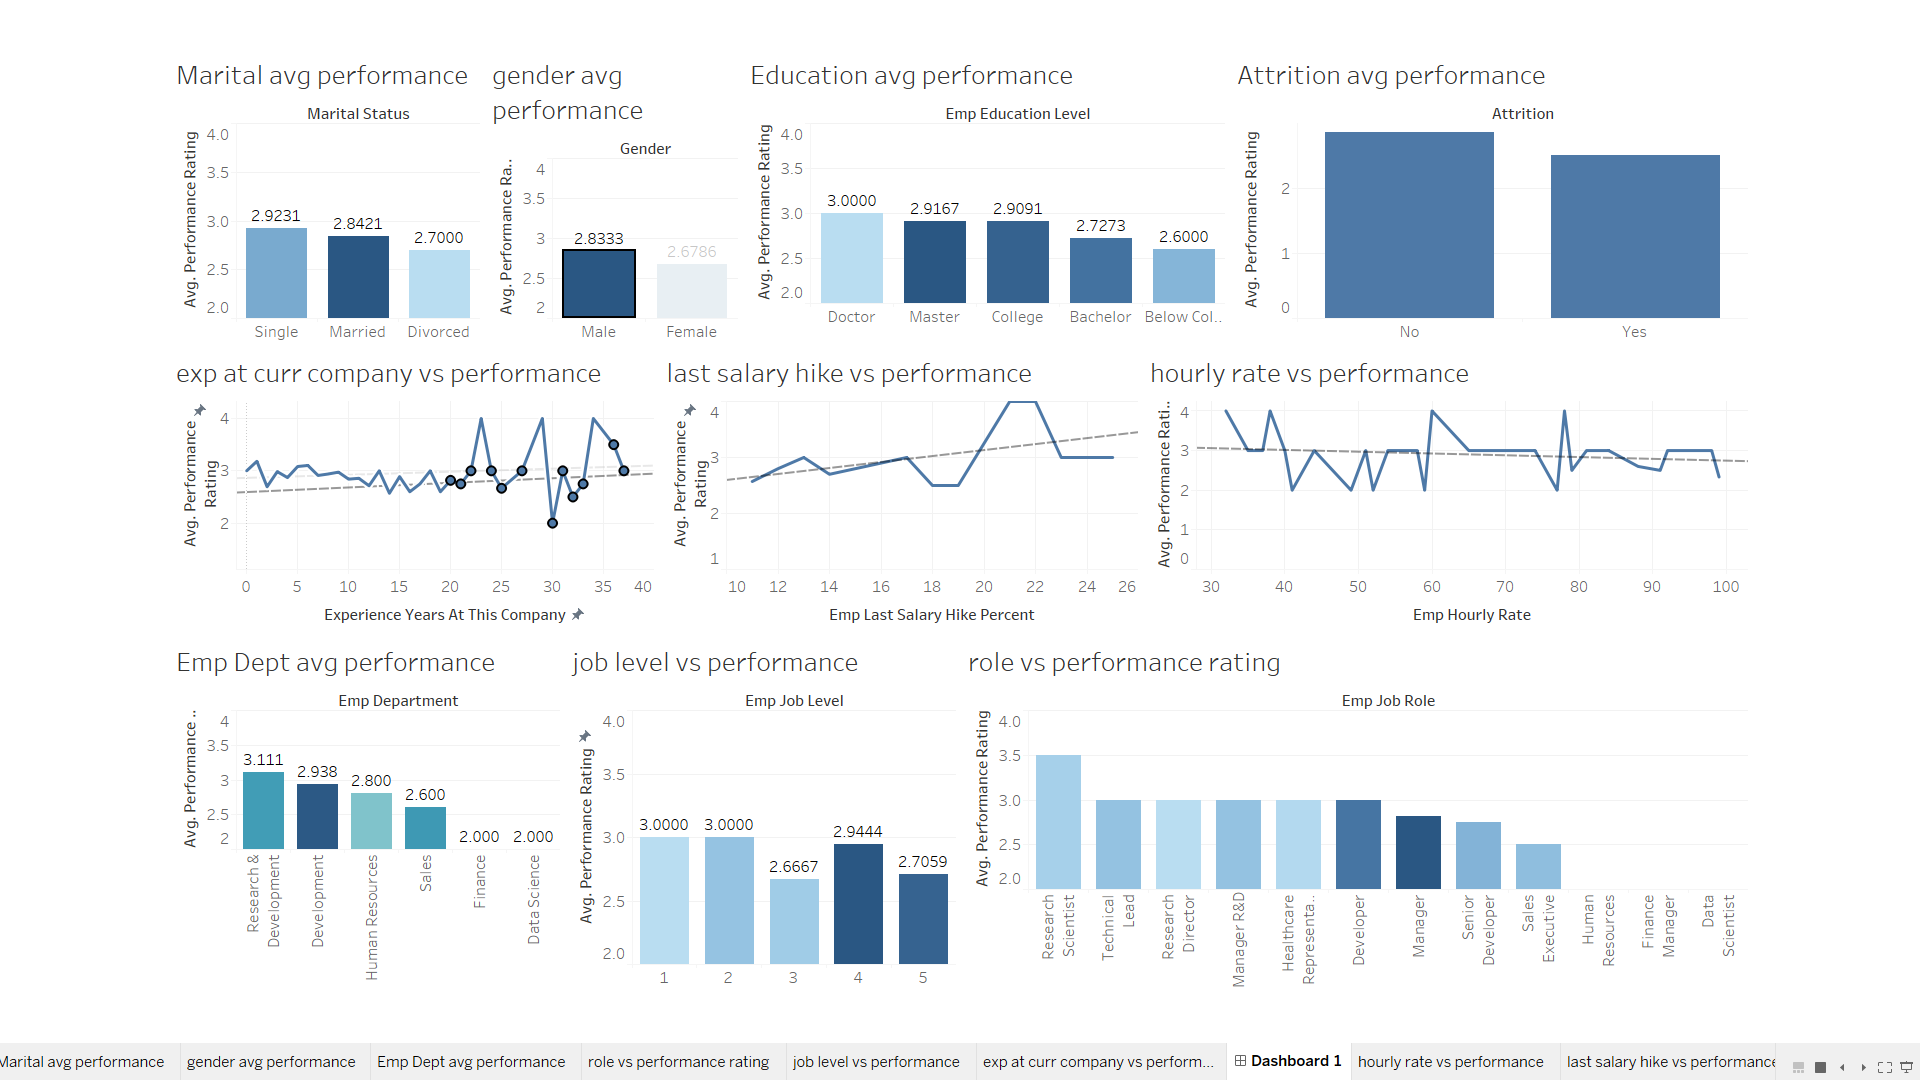 Marital avg performance
Marital Status
Avg. Performance Rating
4.0
3.5
3.0
2.5
2.0
2.9231
2.8421
2.7000
Single
Married
Divorced
gender avg
performance
Gender
Avg. Performance Ra..
4
3.5
3
2.5
2
2.8333
2.6786
Male
Female
Education avg performance
Emp Education Level
Avg. Performance Rating
4.0
3.5
3.0
2.5
2.0
3.0000
2.9167
2.9091
2.7273
2.6000
Doctor
Master
College
Bachelor
Below Col..
Attrition avg performance
Attrition
Avg. Performance Rating
2
1
0
No
Yes
exp at curr company vs performance
Avg. Performance
Rating
4
3
2
0
5
10
15
20
25
30
35
40
Experience Years At This Company
last salary hike vs performance
Avg. Performance
Rating
4
3
2
1
10
12
14
16
18
20
22
24
26
Emp Last Salary Hike Percent
hourly rate vs performance
Avg. Performance Rati..
4
3
2
1
0
30
40
50
60
70
80
90
100
Emp Hourly Rate
Emp Dept avg performance
Emp Department
Avg. Performance ..
4
3.5
3
2.5
2
3.111
2.938
2.800
2.600
2.000
2.000
Research &
Development
Development
Human Resources
Sales
Finance
Data Science
job level vs performance
Emp Job Level
Avg. Performance Rating
4.0
3.5
3.0
2.5
2.0
3.0000
3.0000
2.6667
2.9444
2.7059
1
2
3
4
5
role vs performance rating
Emp Job Role
Avg. Performance Rating
4.0
3.5
3.0
2.5
2.0
Research
Scientist
Technical
Lead
Research
Director
Manager R&D
Healthcare
Representa..
Developer
Manager
Senior
Developer
Sales
Executive
Human
Resources
Finance
Manager
Data
Scientist
Marital avg performance
gender avg performance
Emp Dept avg performance
role vs performance rating
job level vs performance
exp at curr company vs perform...
Dashboard 1
hourly rate vs performance
last salary hike vs performance